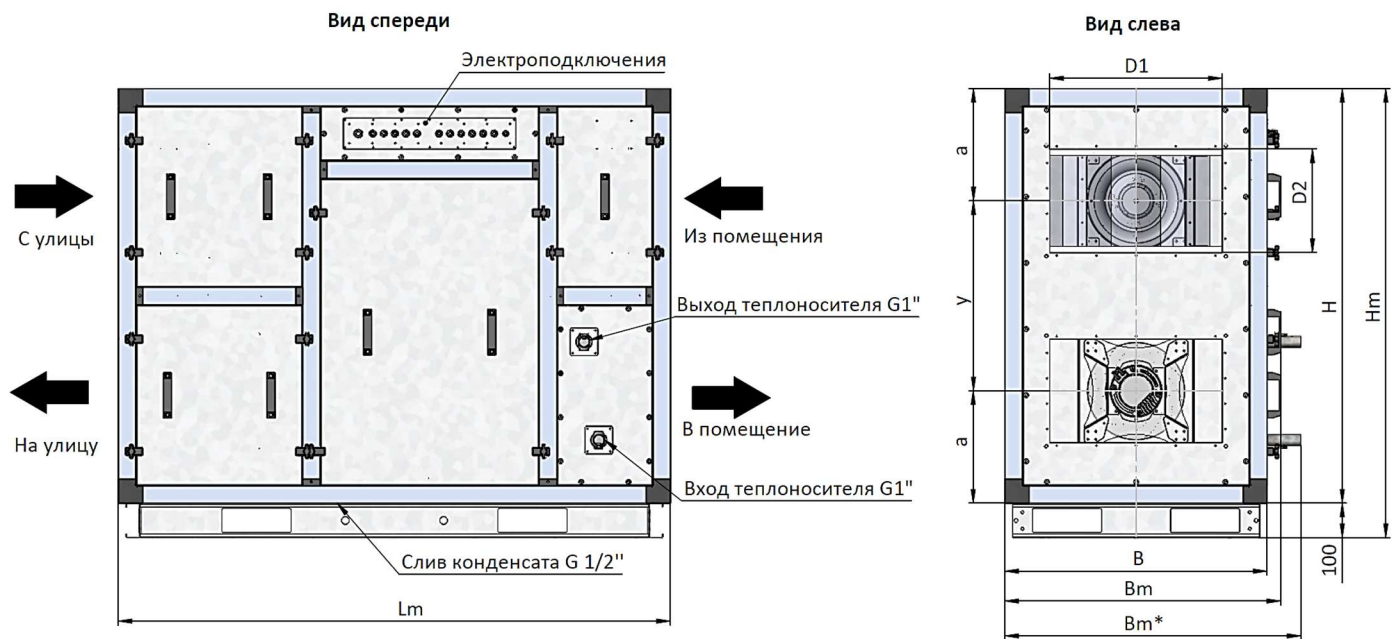 Вид спереди
Вид слева
Электроподключения
D1
С улицы
Из помещения
Выход теплоносителя G1"
На улицу
В помещение
Вход теплоносителя G1"
Слив конденсата G 1/2''
Lm
a
y
a
D2
H
Hm
100
B
Bm
Bm*